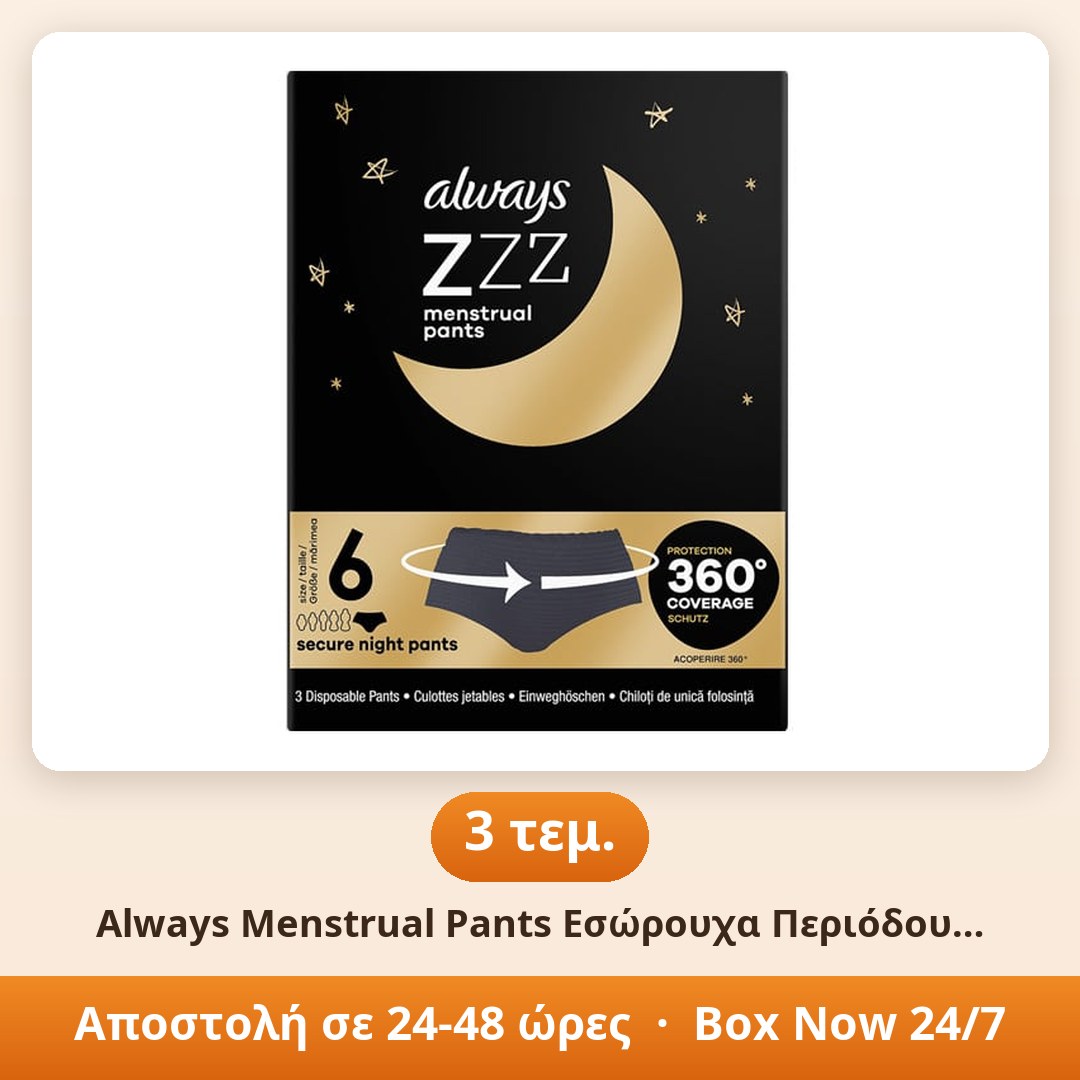 always
ZZZ
menstrual
pants
size / taille /
Größe / mărimea
6
secure night pants
PROTECTION
360°
COVERAGE
SCHUTZ
ACOPERIRE 360°
3 Disposable Pants • Culottes jetables • Einweghöschen • Chiloți de unică folosință
3 τεμ.
Always Menstrual Pants Εσώρουχα Περιόδου...
Αποστολή σε 24-48 ώρες · Box Now 24/7